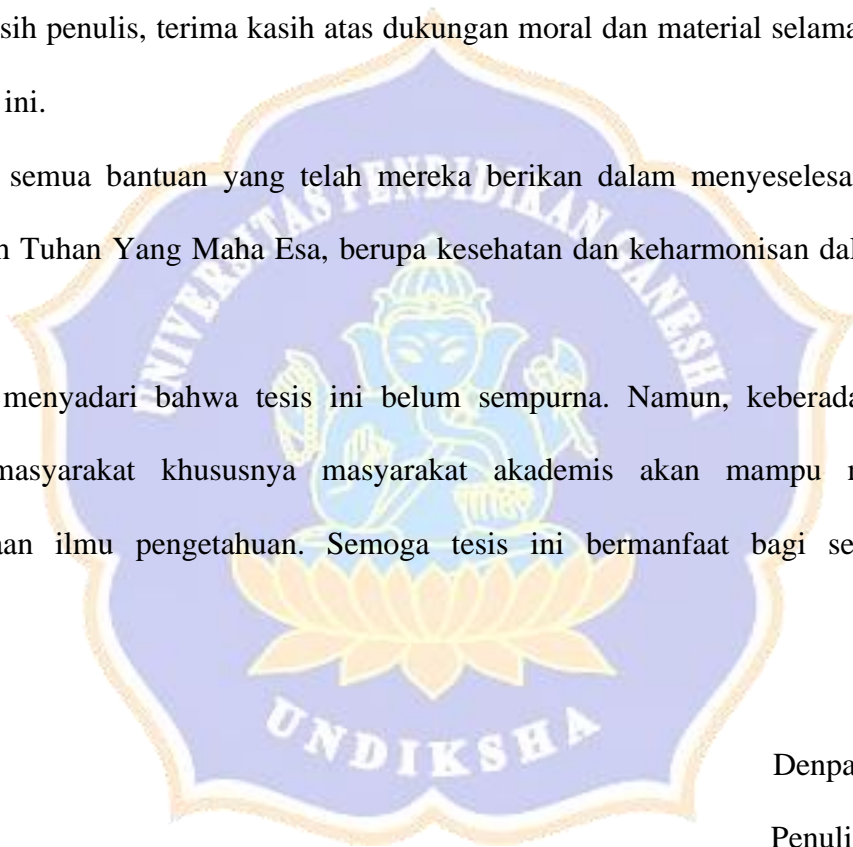 sih penulis, terima kasih atas dukungan moral dan material selama
ini.
semua bantuan yang telah mereka berikan dalam menyeselesa
n Tuhan Yang Maha Esa, berupa kesehatan dan keharmonisan dal
menyadari bahwa tesis ini belum sempurna. Namun, keberada
masyarakat khususnya masyarakat akademis akan mampu m
an ilmu pengetahuan. Semoga tesis ini bermanfaat bagi se
Denpa
Penuli
UNIVERSITAS PENDIDIKAN GANESHA
UNDIKSHA